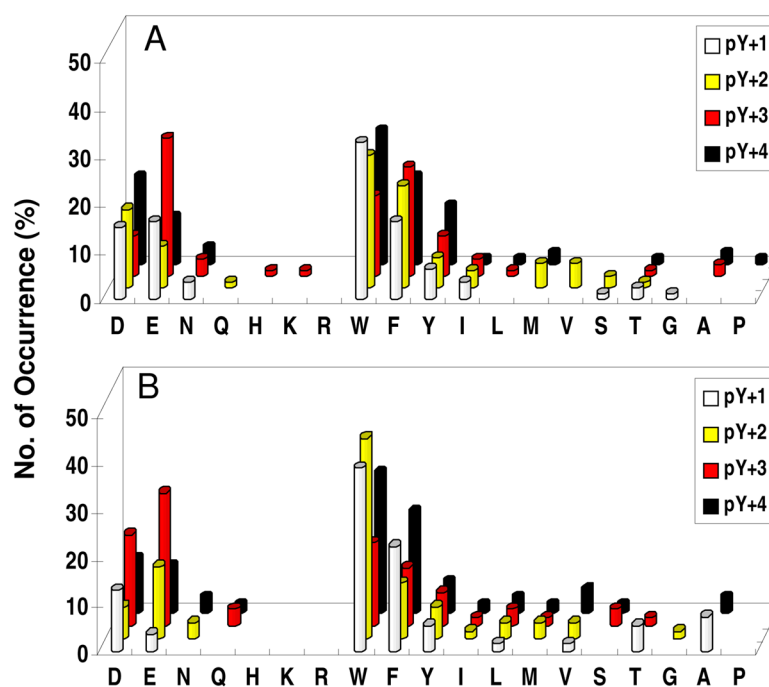 A
50
40
30
20
10
0
D E N Q H K R W F Y I L M V S T G A P
pY+1
pY+2
pY+3
pY+4
No. of Occurrence (%)
B
50
40
30
20
10
0
D E N Q H K R W F Y I L M V S T G A P
pY+1
pY+2
pY+3
pY+4